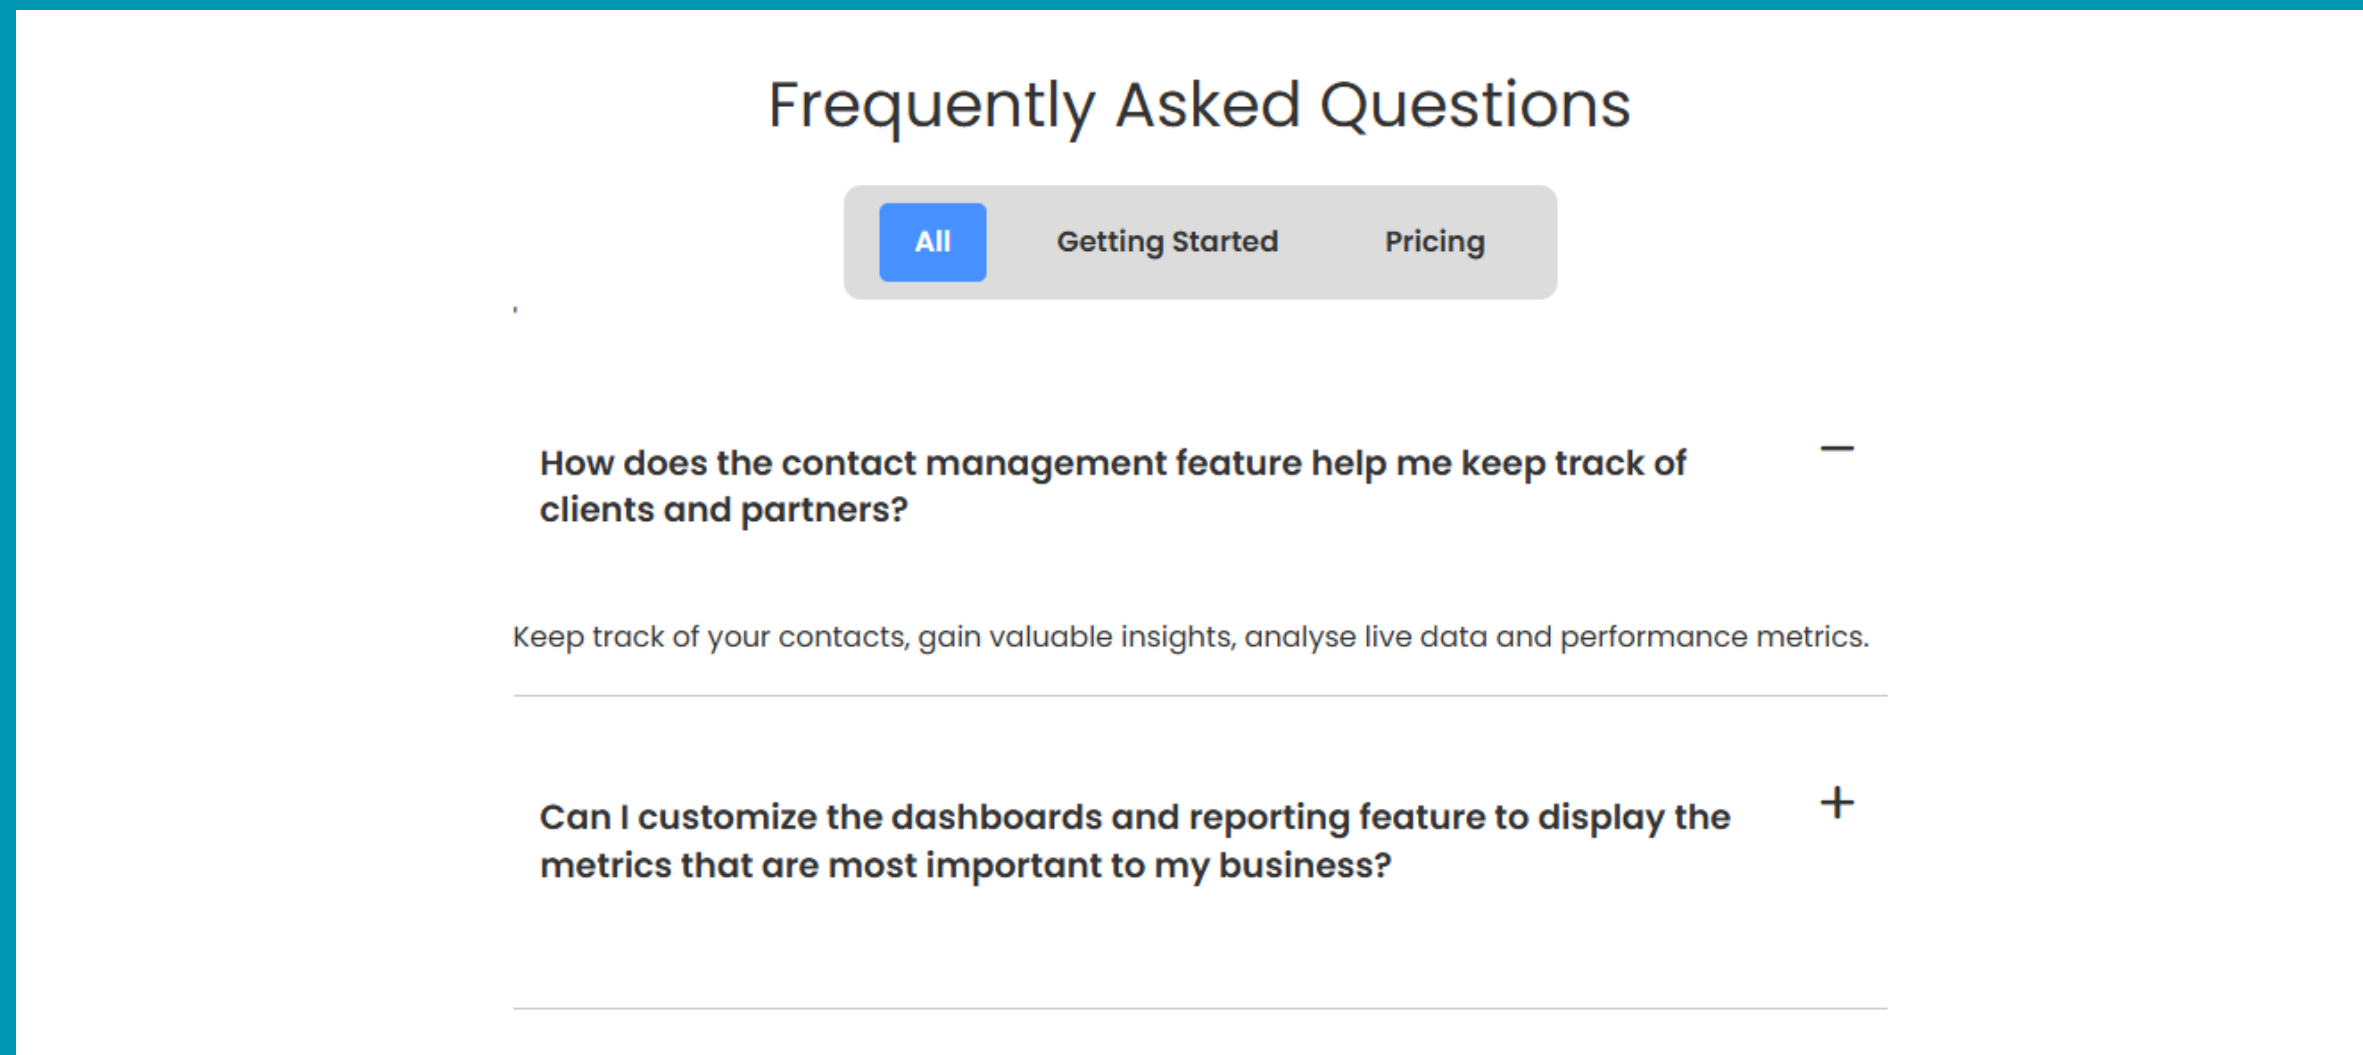 Frequently Asked Questions
All
Getting Started
Pricing
'
How does the contact management feature help me keep track of
clients and partners?
Keep track of your contacts, gain valuable insights, analyse live data and performance metrics.
Can I customize the dashboards and reporting feature to display the
metrics that are most important to my business?